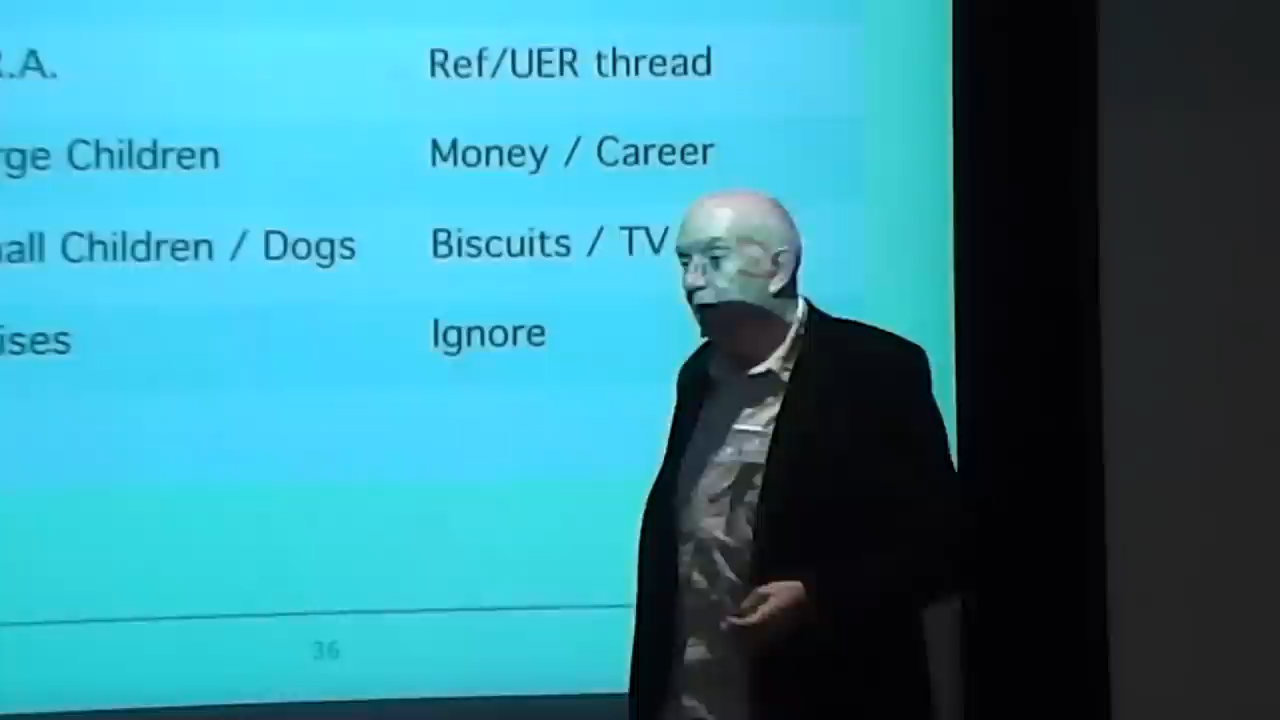 .A. Ref/UER thread
rge Children Money / Career
all Children / Dogs Biscuits / TV
ises Ignore
36